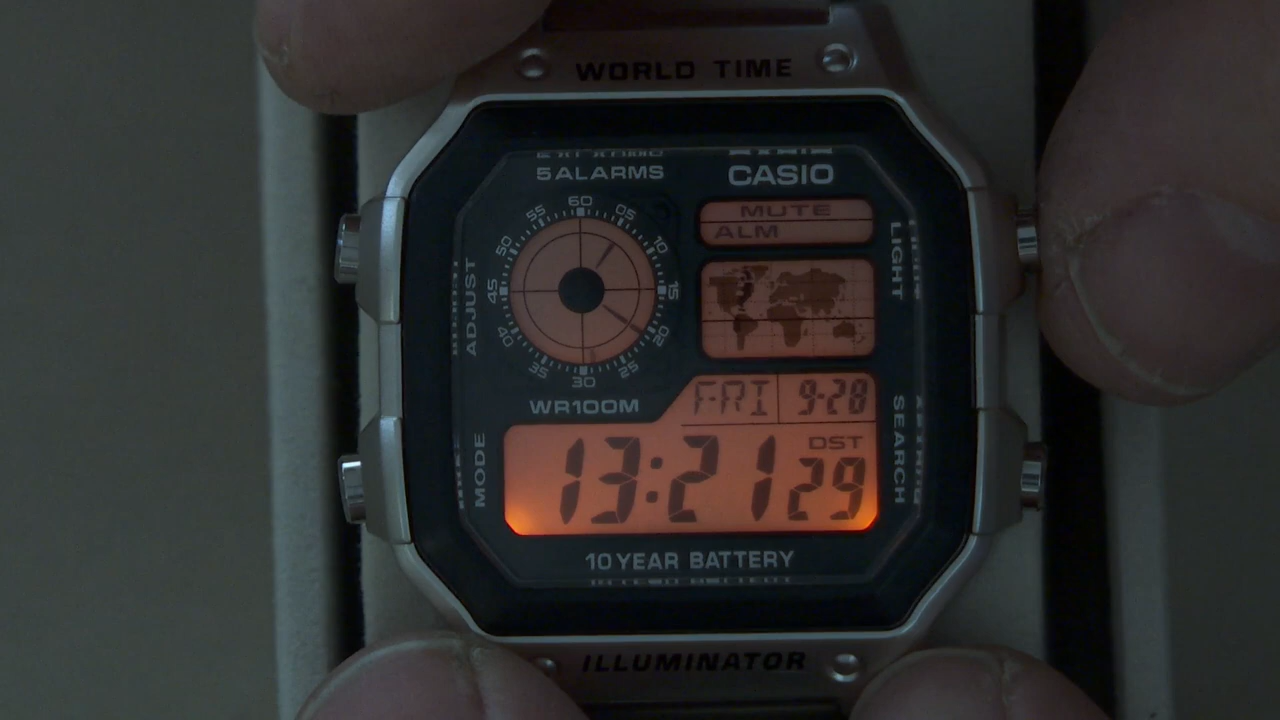 WORLD TIME
5 ALARMS
CASIO
MUTE
ALM
60
55
05
50
10
45
15
40
20
35
25
30
ADJUST
LIGHT
WR100M
FRI 9-28
DST
13:21 29
MODE
SEARCH
10 YEAR BATTERY
ILLUMINATOR